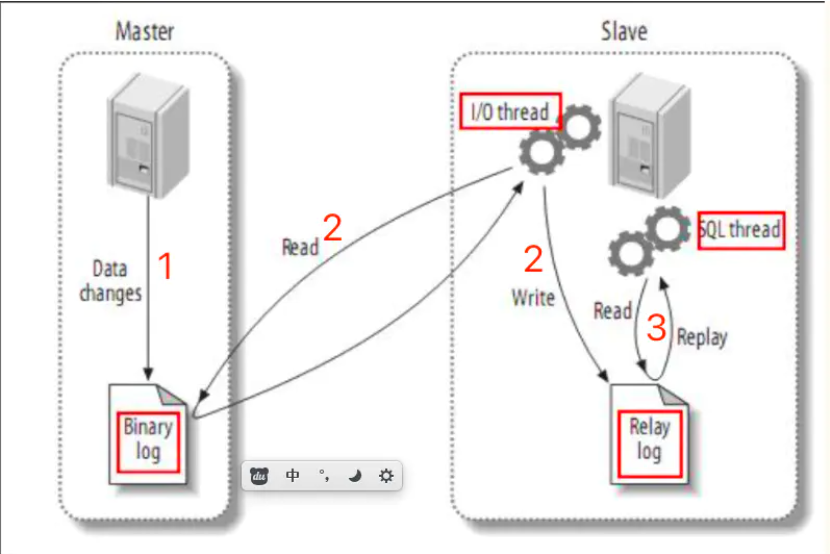 Master
Slave
I/O thread
SQL thread
Read
2
1
Data
changes
2
Write
Read
3
Replay
Binary
log
Relay
log
du 中 °,